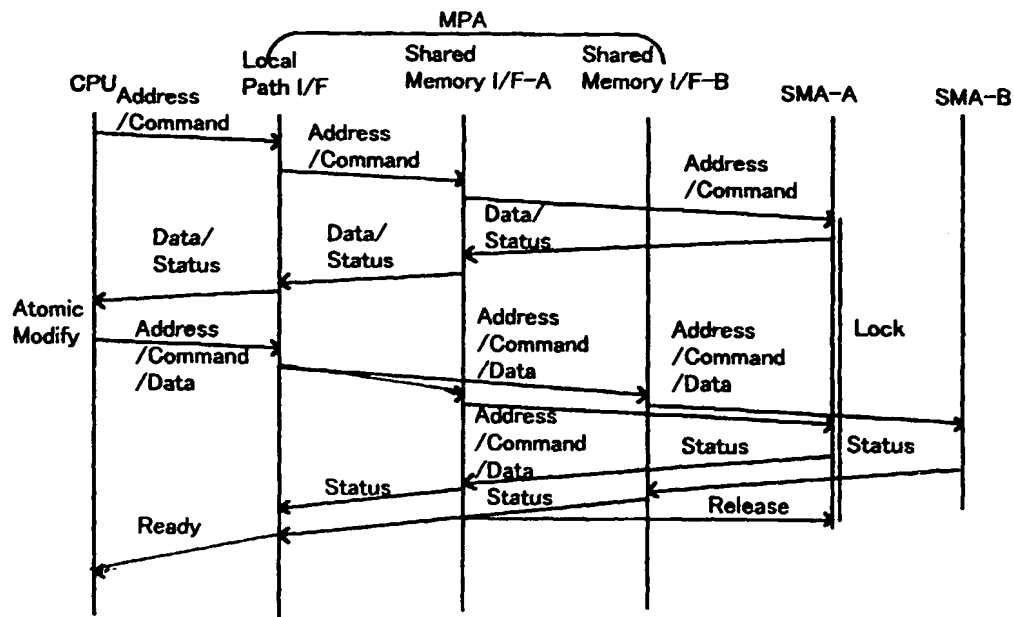 MPA
Local
Path I/F
Shared
Memory I/F-A
Shared
Memory I/F-B
CPU
SMA-A
SMA-B
Address
/Command
Address
/Command
Address
/Command
Data/
Status
Data/
Status
Data/
Status
Atomic
Modify
Address
/Command
/Data
Address
/Command
/Data
Address
/Command
/Data
Lock
Address
/Command
/Data
Status
Status
Status
Status
Release
Ready